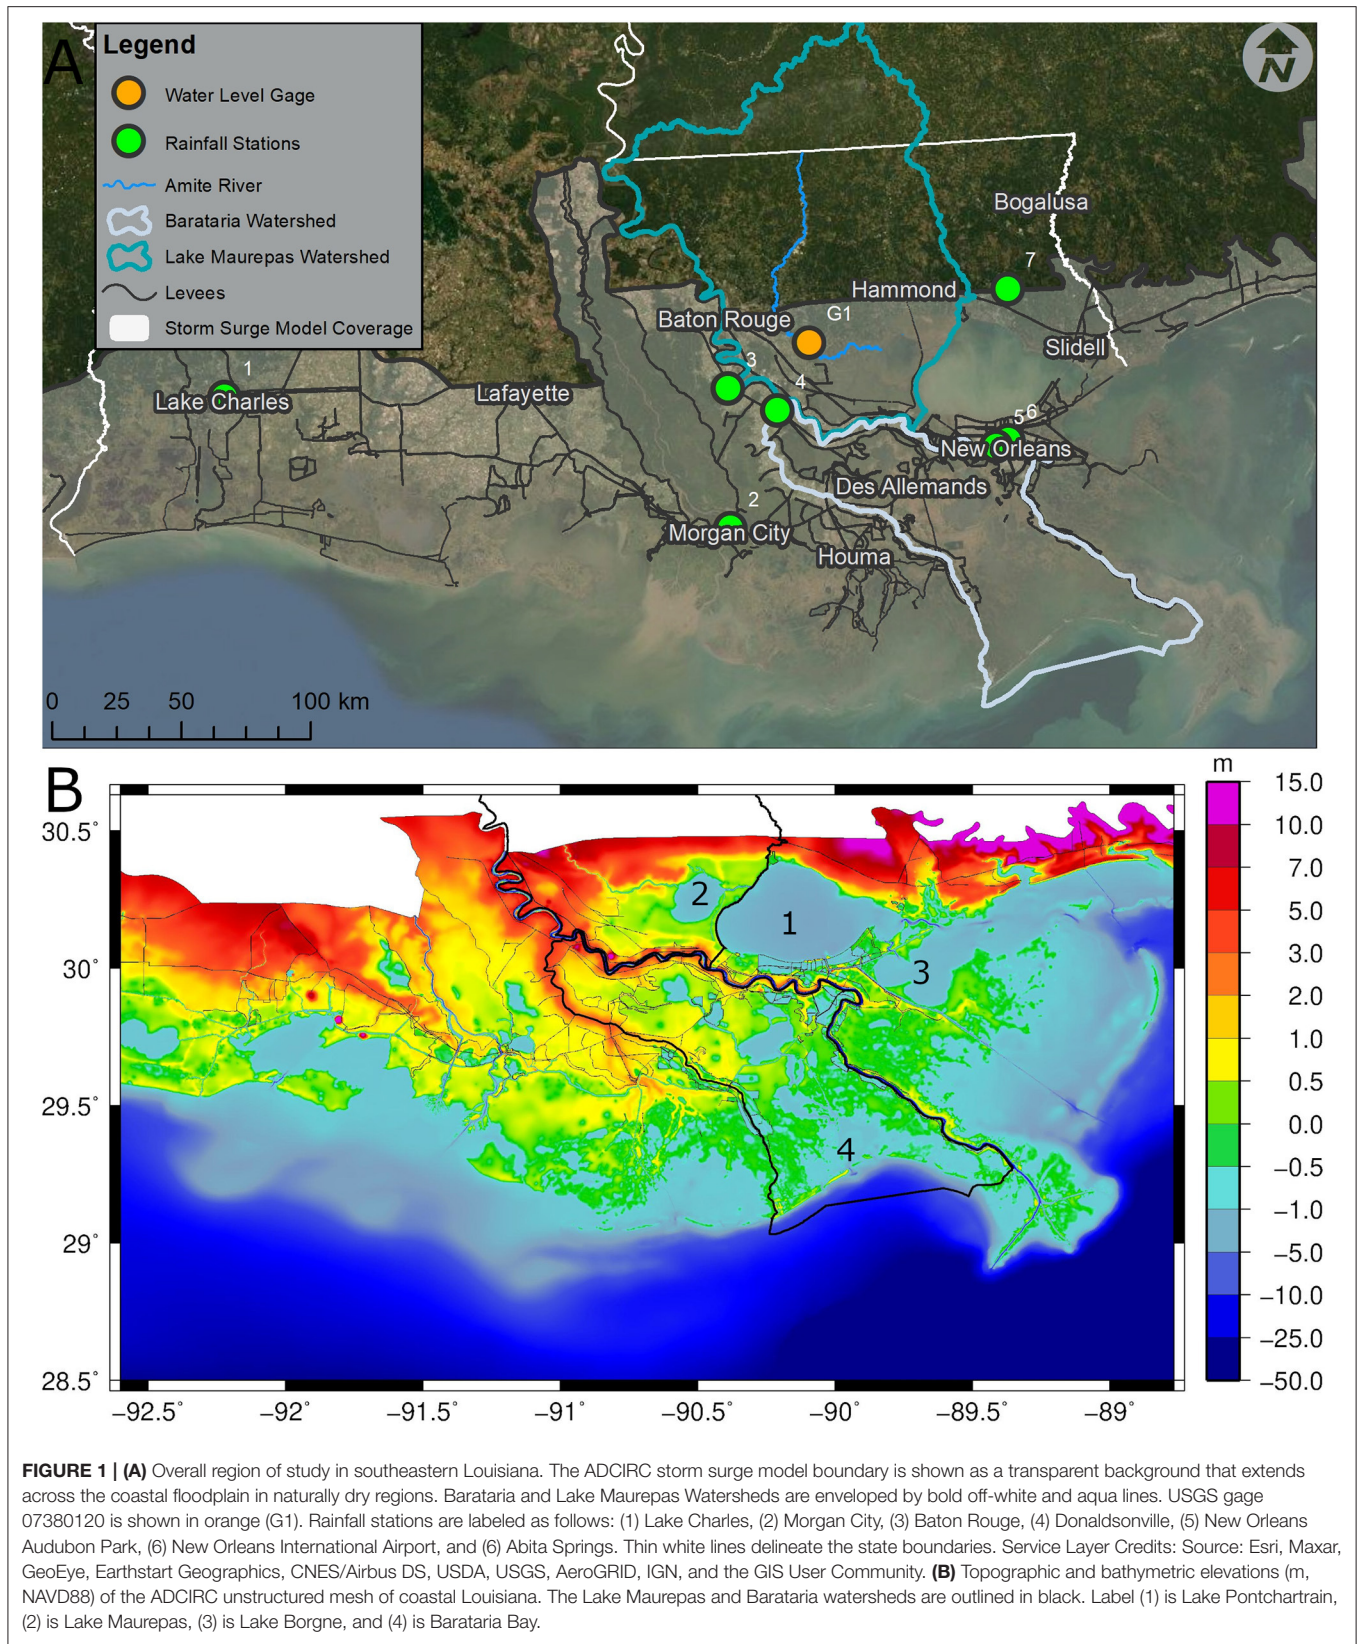 A
Legend
Water Level Gage
Rainfall Stations
Amite River
Barataria Watershed
Lake Maurepas Watershed
Levees
Storm Surge Model Coverage
N
Bogalusa
7
Hammond
Baton Rouge
G1
Slidell
3
1
4
Lake Charles
Lafayette
5 6
New Orleans
Des Allemands
2
Morgan City
Houma
0 25 50 100 km
B
m
15.0
10.0
7.0
5.0
3.0
2.0
1.0
0.5
0.0
−0.5
−1.0
−5.0
−10.0
−25.0
−50.0
30.5°
30°
29.5°
29°
28.5°
2
1
3
4
−92.5° −92° −91.5° −91° −90.5° −90° −89.5° −89°
FIGURE 1 | (A) Overall region of study in southeastern Louisiana. The ADCIRC storm surge model boundary is shown as a transparent background that extends
across the coastal floodplain in naturally dry regions. Barataria and Lake Maurepas Watersheds are enveloped by bold off-white and aqua lines. USGS gage
07380120 is shown in orange (G1). Rainfall stations are labeled as follows: (1) Lake Charles, (2) Morgan City, (3) Baton Rouge, (4) Donaldsonville, (5) New Orleans
Audubon Park, (6) New Orleans International Airport, and (6) Abita Springs. Thin white lines delineate the state boundaries. Service Layer Credits: Source: Esri, Maxar,
GeoEye, Earthstart Geographics, CNES/Airbus DS, USDA, USGS, AeroGRID, IGN, and the GIS User Community. (B) Topographic and bathymetric elevations (m,
NAVD88) of the ADCIRC unstructured mesh of coastal Louisiana. The Lake Maurepas and Barataria watersheds are outlined in black. Label (1) is Lake Pontchartrain,
(2) is Lake Maurepas, (3) is Lake Borgne, and (4) is Barataria Bay.